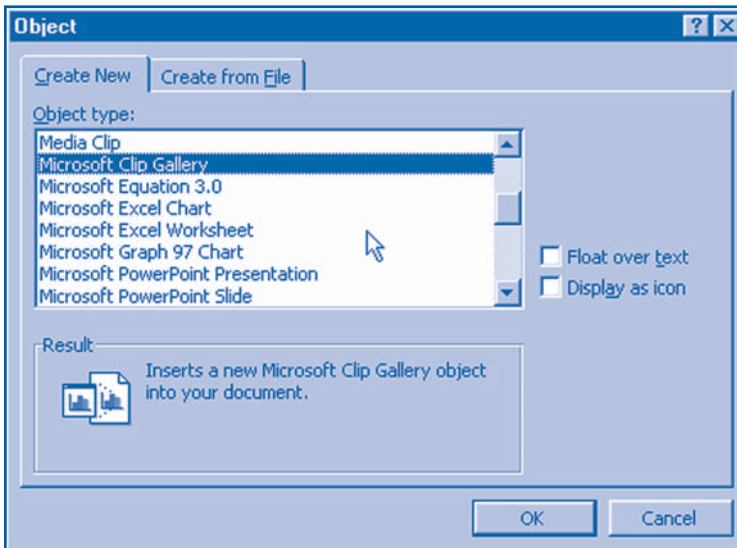 Object
Create New
Create from File
Object type:
Media Clip
Microsoft Clip Gallery
Microsoft Equation 3.0
Microsoft Excel Chart
Microsoft Excel Worksheet
Microsoft Graph 97 Chart
Microsoft PowerPoint Presentation
Microsoft PowerPoint Slide
Float over text
Display as icon
Result
Inserts a new Microsoft Clip Gallery object
into your document.
OK
Cancel